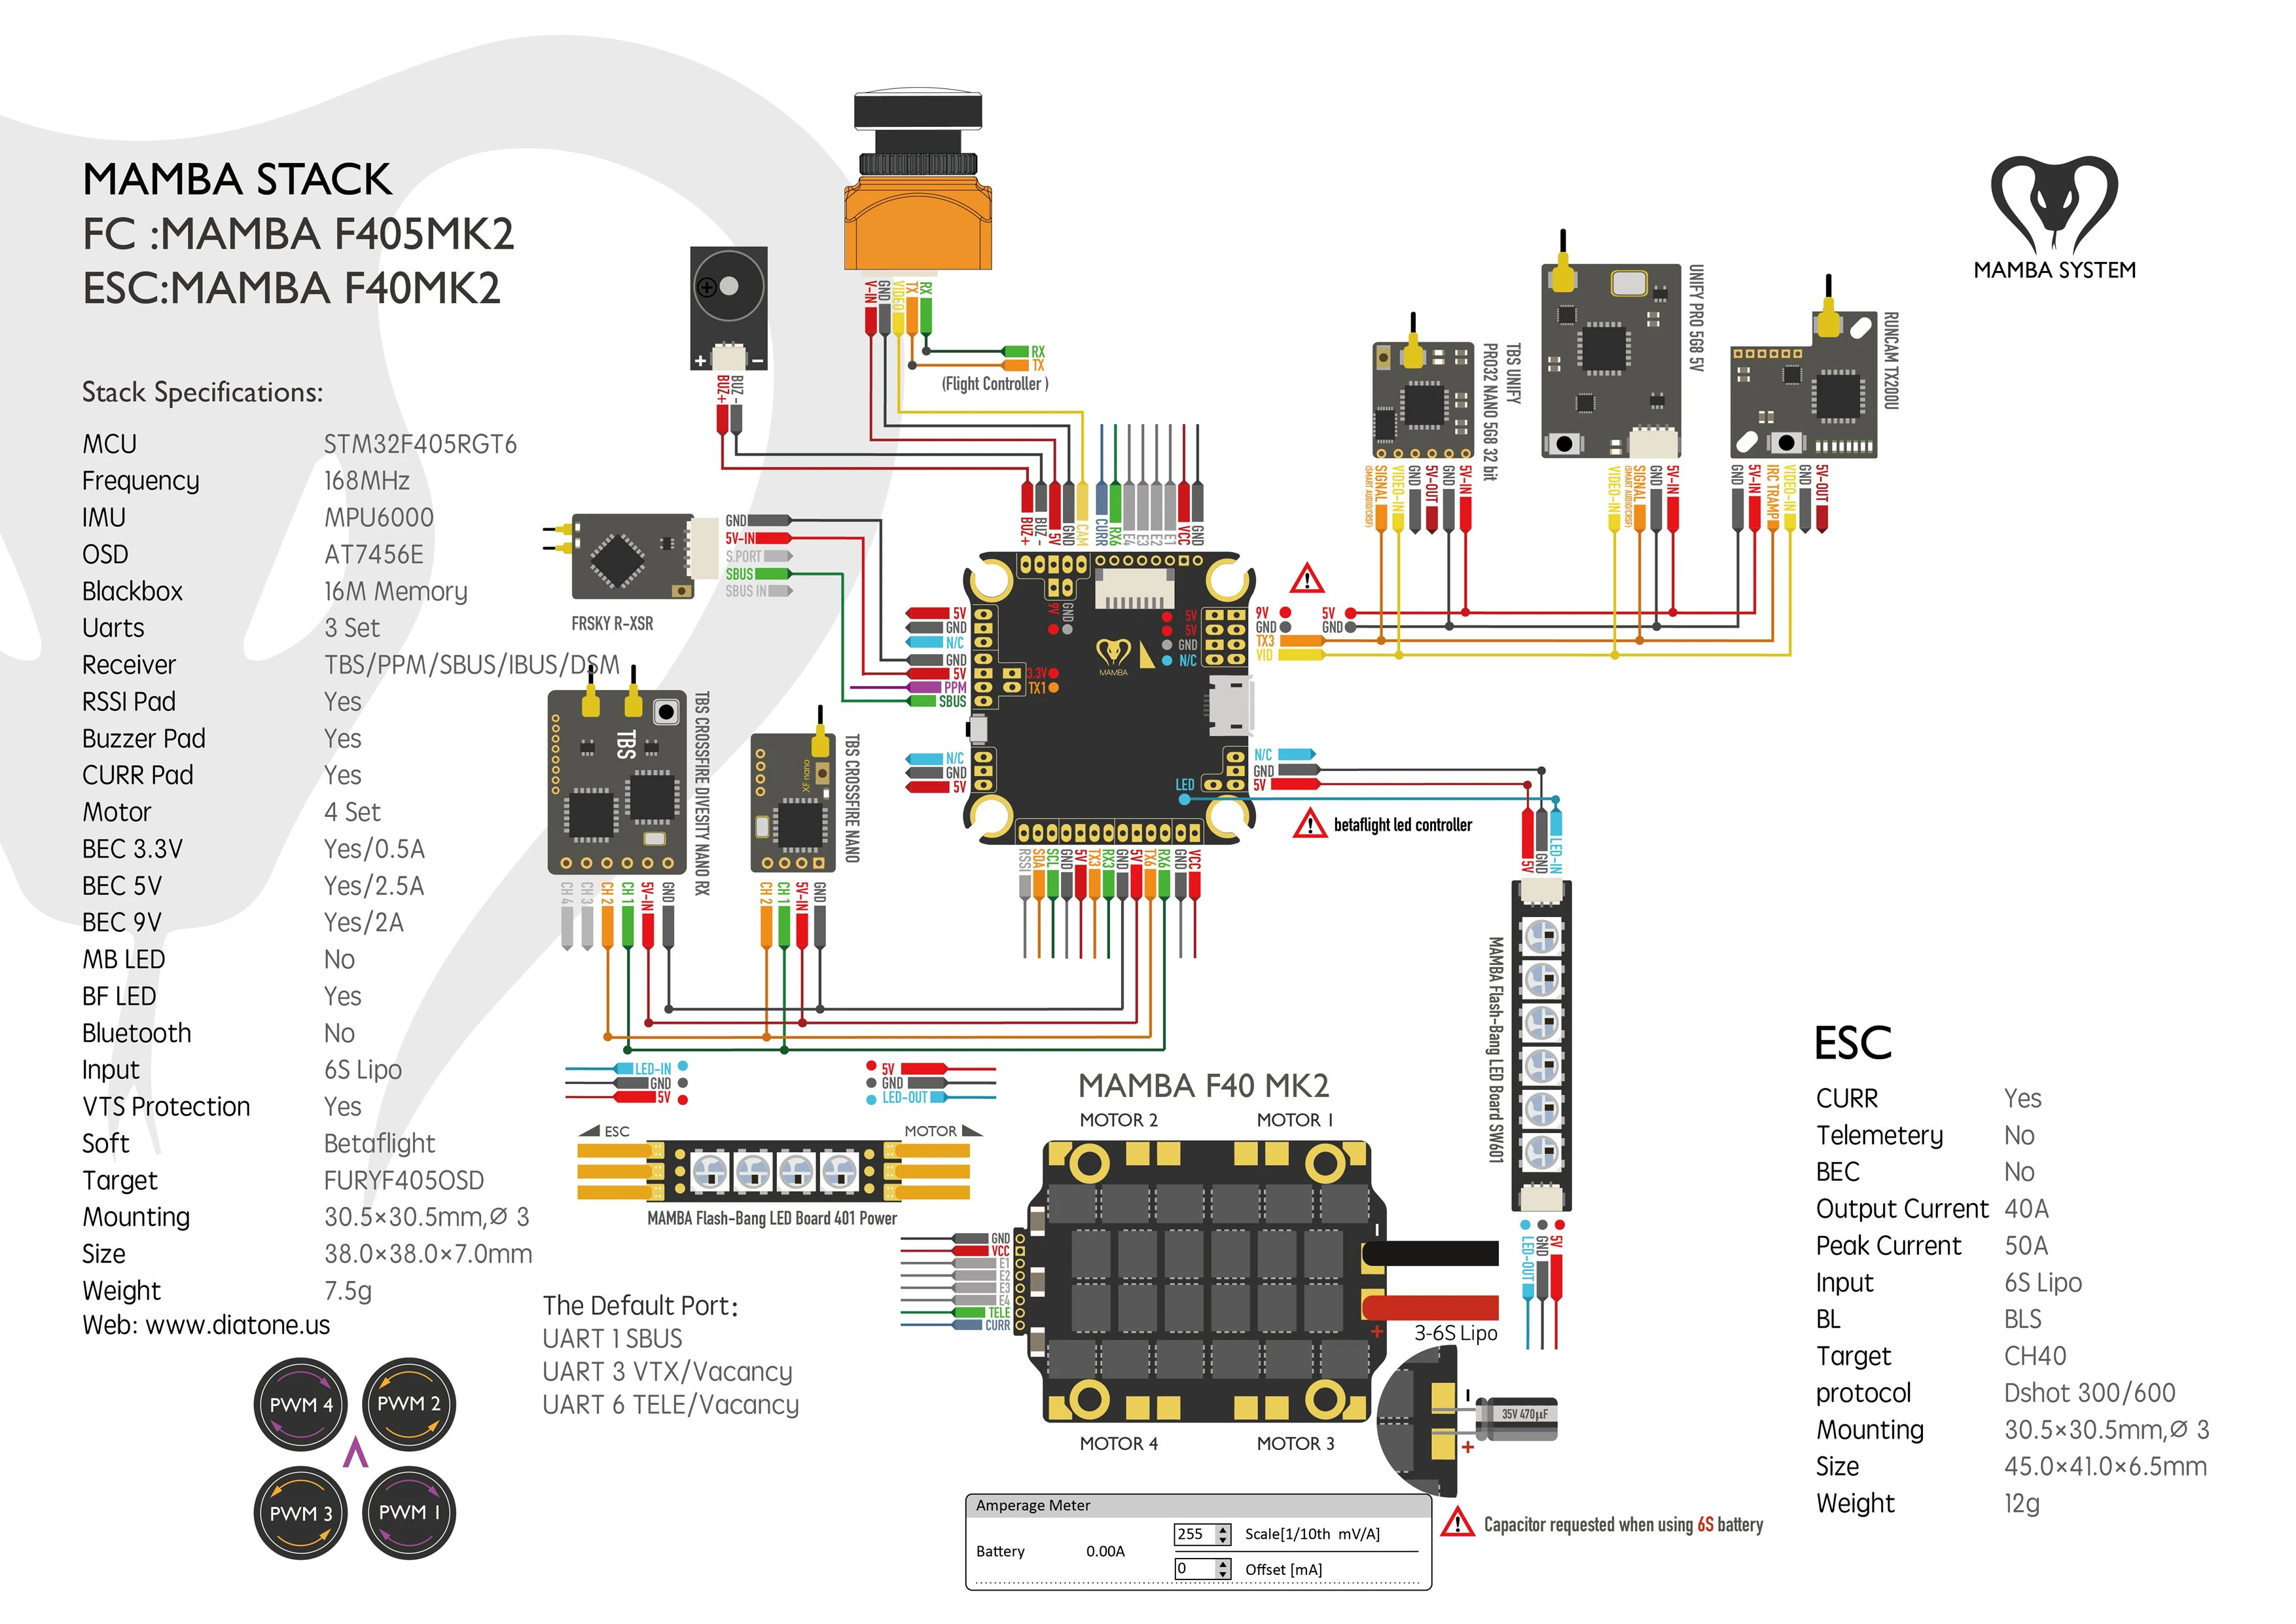 MAMBA STACK
FC :MAMBA F405MK2
ESC:MAMBA F40MK2
Stack Specifications:
MCU STM32F405RGT6
Frequency 168MHz
IMU MPU6000
OSD AT7456E
Blackbox 16M Memory
Uarts 3 Set
Receiver TBS/PPM/SBUS/IBUS/DSM
RSSI Pad Yes
Buzzer Pad Yes
CURR Pad Yes
Motor 4 Set
BEC 3.3V Yes/0.5A
BEC 5V Yes/2.5A
BEC 9V Yes/2A
MB LED No
BF LED Yes
Bluetooth No
Input 6S Lipo
VTS Protection Yes
Soft Betaflight
Target FURYF405OSD
Mounting 30.5×30.5mm,Ø 3
Size 38.0×38.0×7.0mm
Weight 7.5g
Web: www.diatone.us
PWM 4
PWM 2
PWM 3
PWM 1
The Default Port:
UART 1 SBUS
UART 3 VTX/Vacancy
UART 6 TELE/Vacancy
+ −
BUZ+
BUZ -
V-IN
GND
VIDEO
TX
RX
RX
TX
(Flight Controller )
BUZ+
BUZ -
5V
GND
CAM
CURR
RX6
E4
E3
E2
E1
VCC
GND
GND
5V-IN
S.PORT
SBUS
SBUS IN
FRSKY R-XSR
5V
GND
N/C
GND
5V
PPM
SBUS
N/C
GND
5V
9V
GND
3.3V
TX1
MAMBA
5V
5V
GND
N/C
LED
9V
GND
TX3
VID
5V
GND
N/C
GND
5V
betaflight led controller
RSSI
SDA
SCL
GND
5V
TX3
RX3
GND
5V
TX6
RX6
GND
VCC
TBS
TBS CROSSFIRE DIVESITY NANO RX
CH 4
CH 3
CH 2
CH 1
5V-IN
GND
XF nano
TBS CROSSFIRE NANO
CH 2
CH 1
5V-IN
GND
TBS UNIFY
PRO32 NANO 5G8 32 bit
SIGNAL
(SMART AUDIO/CRSF)
VIDEO-IN
GND
5V-OUT
GND
5V-IN
UNIFY PRO 5G8 5V
VIDEO-IN
SIGNAL
(SMART AUDIO/CRSF)
GND
5V-IN
RUNCAM TX200U
GND
5V-IN
IRC TRAMP
VIDEO-IN
GND
5V-OUT
MAMBA SYSTEM
5V
GND
LED-IN
MAMBA Flash-Bang LED Board SW601
LED-OUT
GND
5V
LED-IN
GND
5V
5V
GND
LED-OUT
ESC
MOTOR
MAMBA Flash-Bang LED Board 401 Power
MAMBA F40 MK2
MOTOR 2
MOTOR 1
GND
VCC
E1
E2
E3
E4
TELE
CURR
−
+
3-6S Lipo
MOTOR 4
MOTOR 3
−
+
35V 470µF
Capacitor requested when using 6S battery
Amperage Meter
Battery 0.00A
255 Scale[1/10th mV/A]
0 Offset [mA]
ESC
CURR Yes
Telemetery No
BEC No
Output Current 40A
Peak Current 50A
Input 6S Lipo
BL BLS
Target CH40
protocol Dshot 300/600
Mounting 30.5×30.5mm,Ø 3
Size 45.0×41.0×6.5mm
Weight 12g